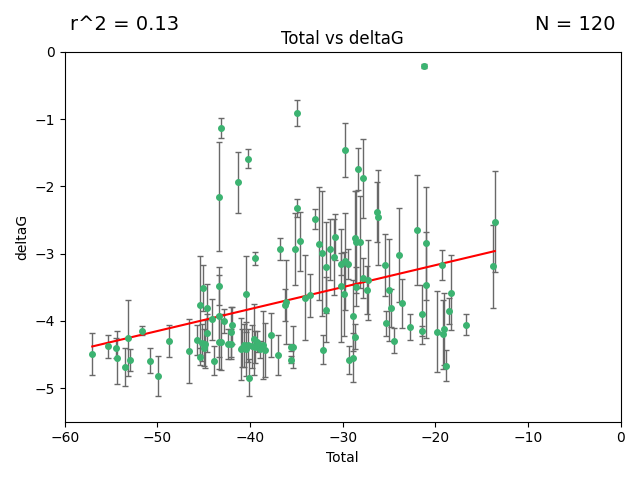 r^2 = 0.13
N = 120
Total vs deltaG
0
−1
−2
−3
−4
−5
deltaG
−60 −50 −40 −30 −20 −10 0
Total